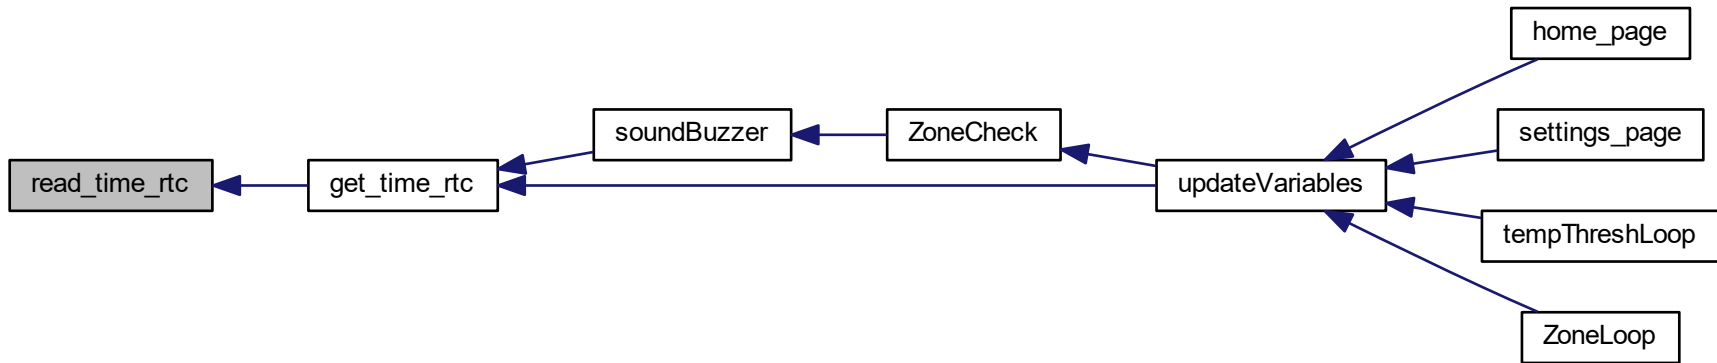 read_time_rtc
get_time_rtc
soundBuzzer
ZoneCheck
updateVariables
home_page
settings_page
tempThreshLoop
ZoneLoop